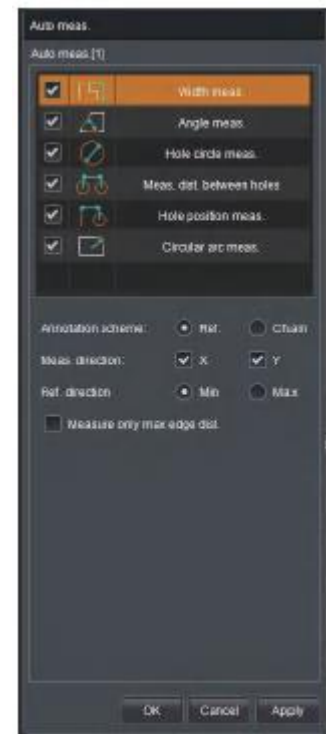 Auto meas.
Auto meas.[1]
Width meas.
Angle meas.
Hole circle meas.
Meas. dist. between holes
Hole position meas.
Circular arc meas.
Annotation scheme: Ref. Chain
Meas. direction: X Y
Ref. direction Min Max
Measure only max edge dist.
OK Cancel Apply